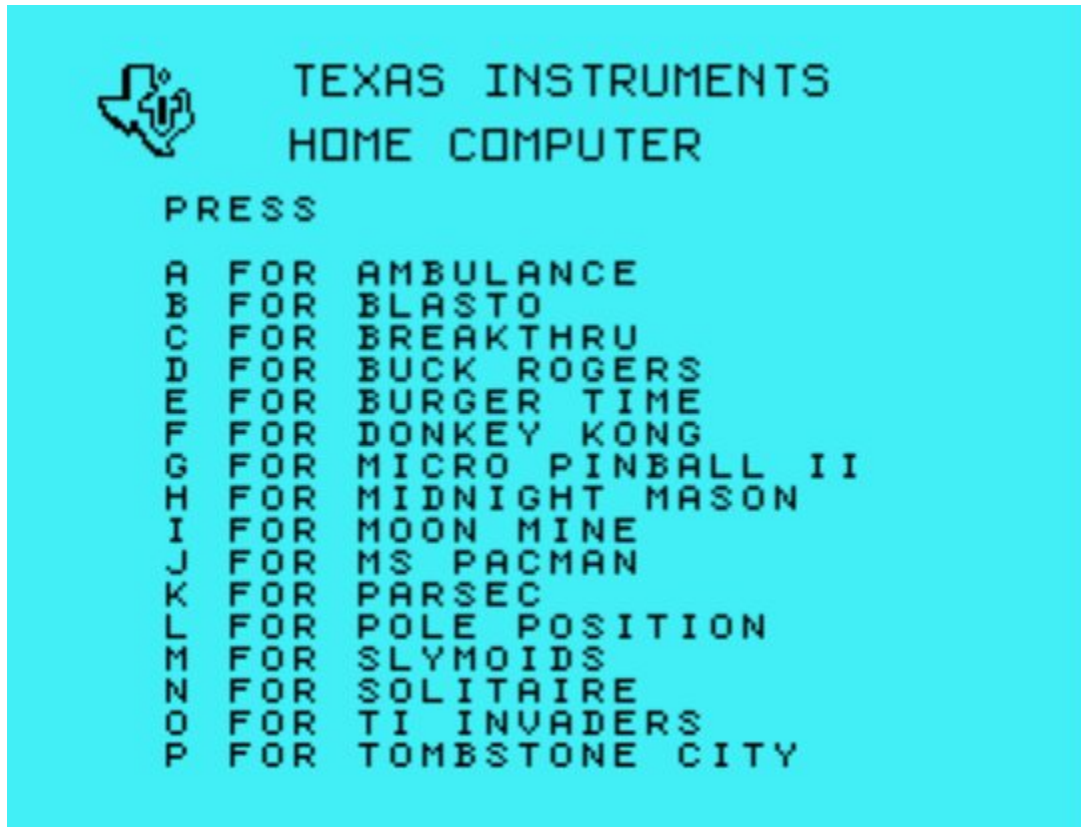 TEXAS INSTRUMENTS
HOME COMPUTER
PRESS
A FOR AMBULANCE
B FOR BLASTO
C FOR BREAKTHRU
D FOR BUCK ROGERS
E FOR BURGER TIME
F FOR DONKEY KONG
G FOR MICRO PINBALL II
H FOR MIDNIGHT MASON
I FOR MOON MINE
J FOR MS PACMAN
K FOR PARSEC
L FOR POLE POSITION
M FOR SLYMOIDS
N FOR SOLITAIRE
O FOR TI INVADERS
P FOR TOMBSTONE CITY